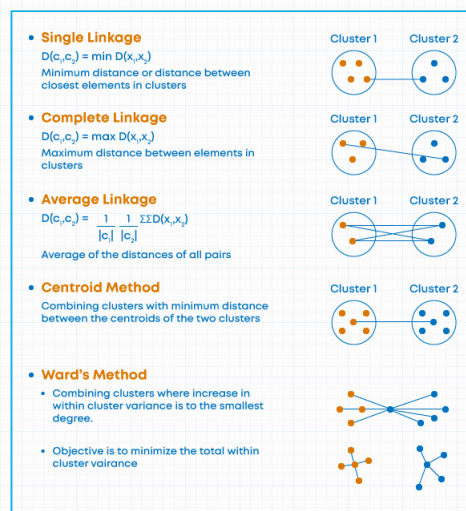 Single Linkage
D(c₁,c₂) = min D(x₁,x₂)
Minimum distance or distance between
closest elements in clusters
Cluster 1 Cluster 2
Complete Linkage
D(c₁,c₂) = max D(x₁,x₂)
Maximum distance between elements in
clusters
Cluster 1 Cluster 2
Average Linkage
D(c₁,c₂) = 1/|c₁| 1/|c₂| ΣΣD(x₁,x₂)
Average of the distances of all pairs
Cluster 1 Cluster 2
Centroid Method
Combining clusters with minimum distance
between the centroids of the two clusters
Cluster 1 Cluster 2
Ward's Method
Combining clusters where increase in
within cluster variance is to the smallest
degree.
Objective is to minimize the total within
cluster vairance